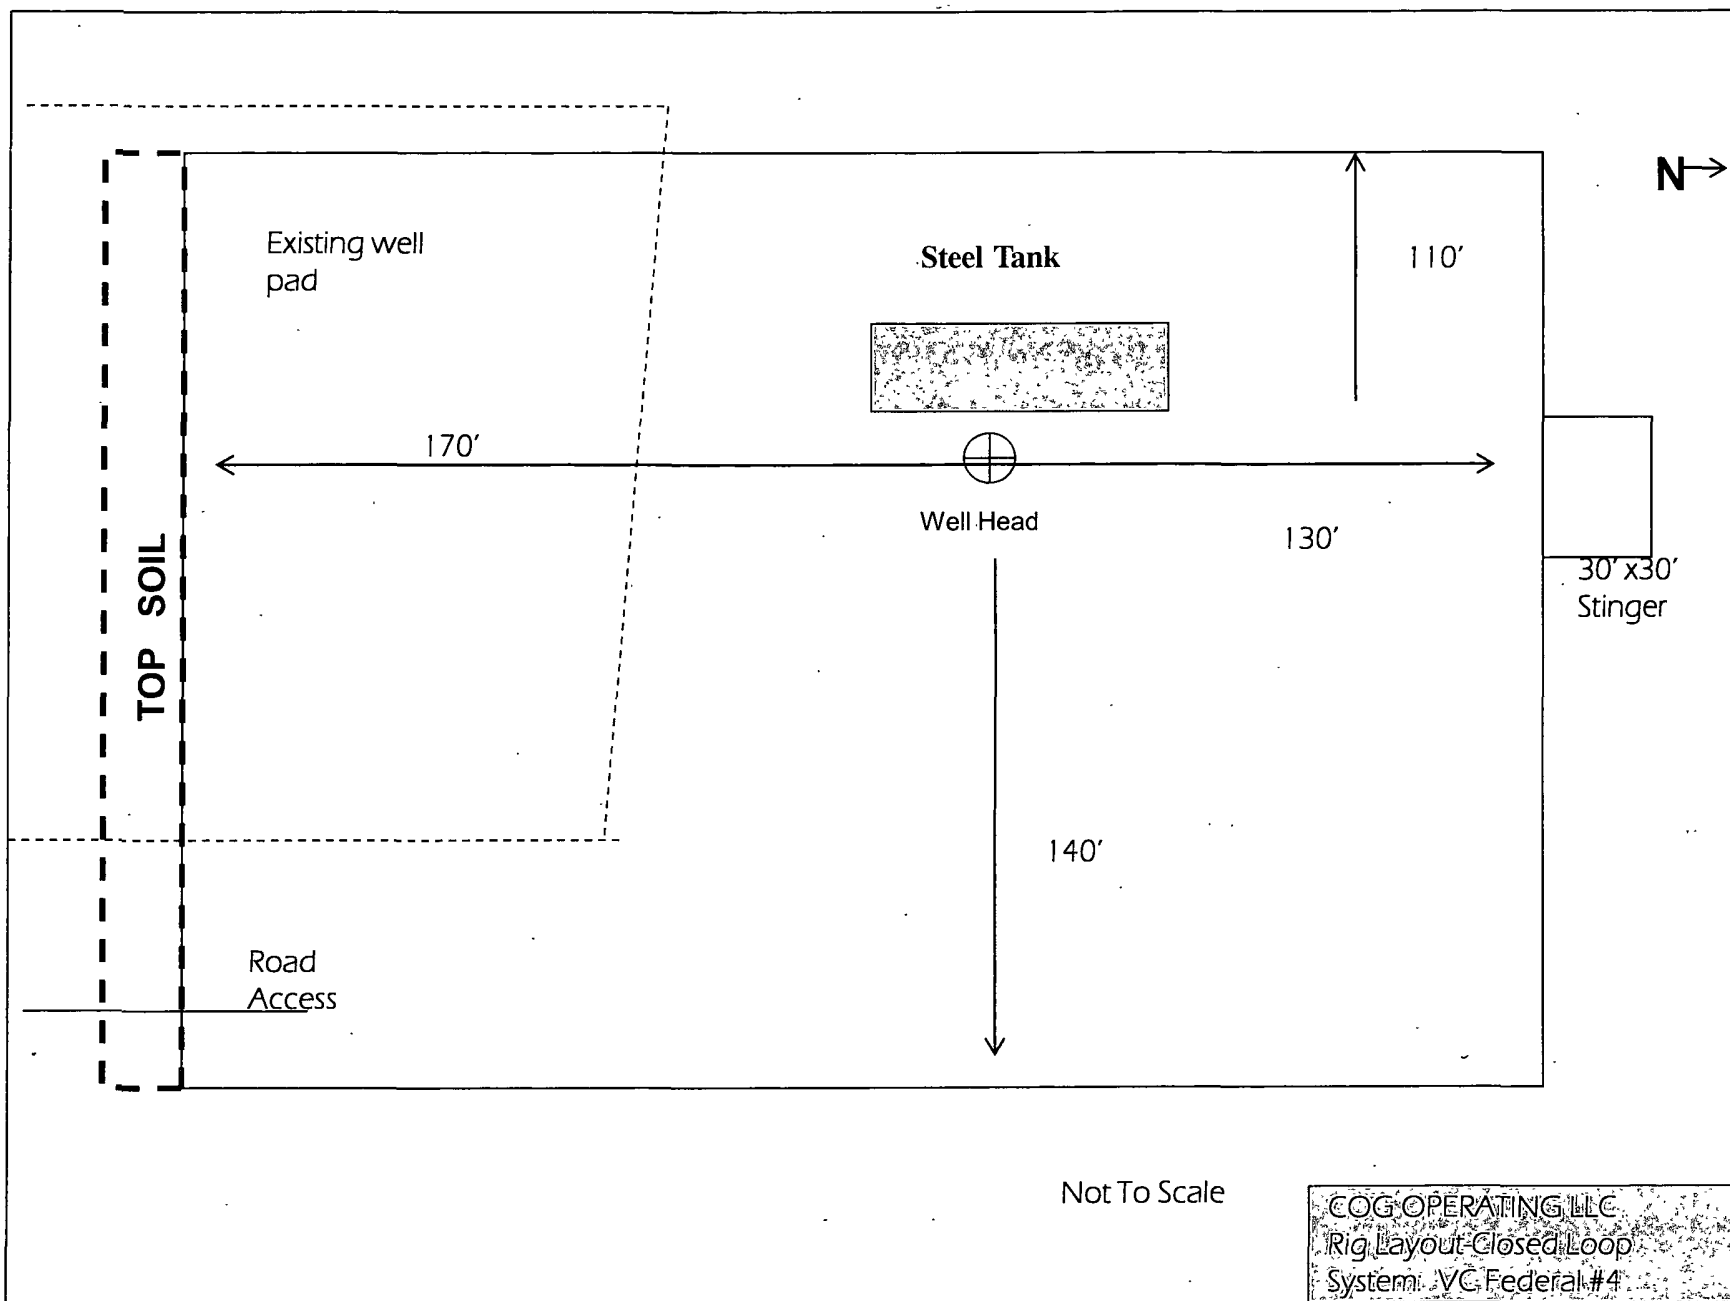 N
Existing well
pad
Steel Tank
110'
170'
Well Head
130'
30' x30'
Stinger
TOP SOIL
140'
Road
Access
Not To Scale
COG OPERATING LLC
Rig Layout-Closed Loop
System VC Federal #4